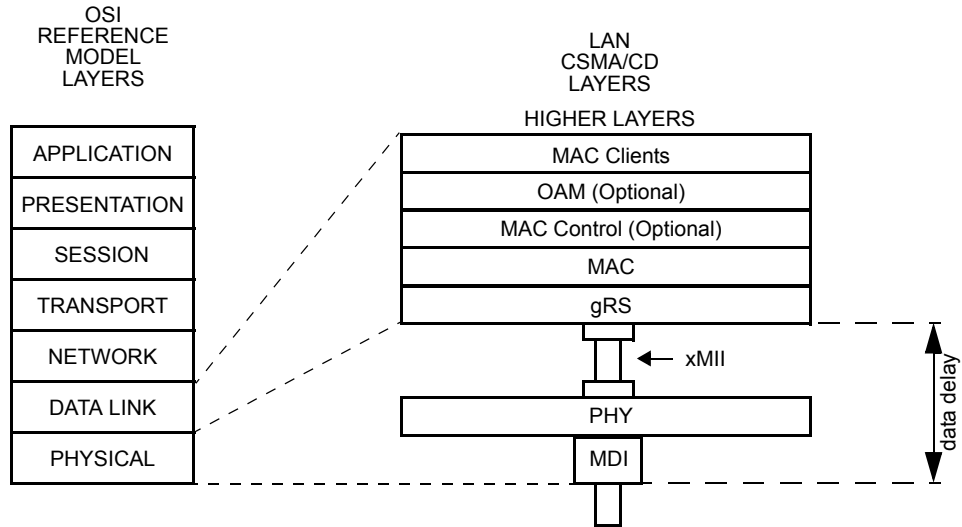 OSI
REFERENCE
MODEL
LAYERS
APPLICATION
PRESENTATION
SESSION
TRANSPORT
NETWORK
DATA LINK
PHYSICAL
LAN
CSMA/CD
LAYERS
HIGHER LAYERS
MAC Clients
OAM (Optional)
MAC Control (Optional)
MAC
gRS
xMII
PHY
MDI
data delay